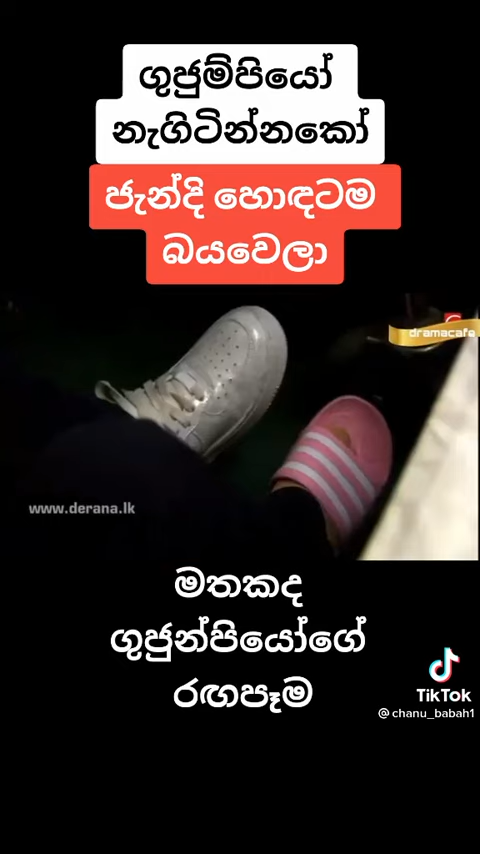 ගුජුම්පියෝ
නැගිටින්නකෝ
ජැන්දි හොඳටම
බයවෙලා
dramacafe
www.derana.lk
මතකද
ගුජුන්පියෝගේ
රඟපෑම
TikTok
@chanu_babah1